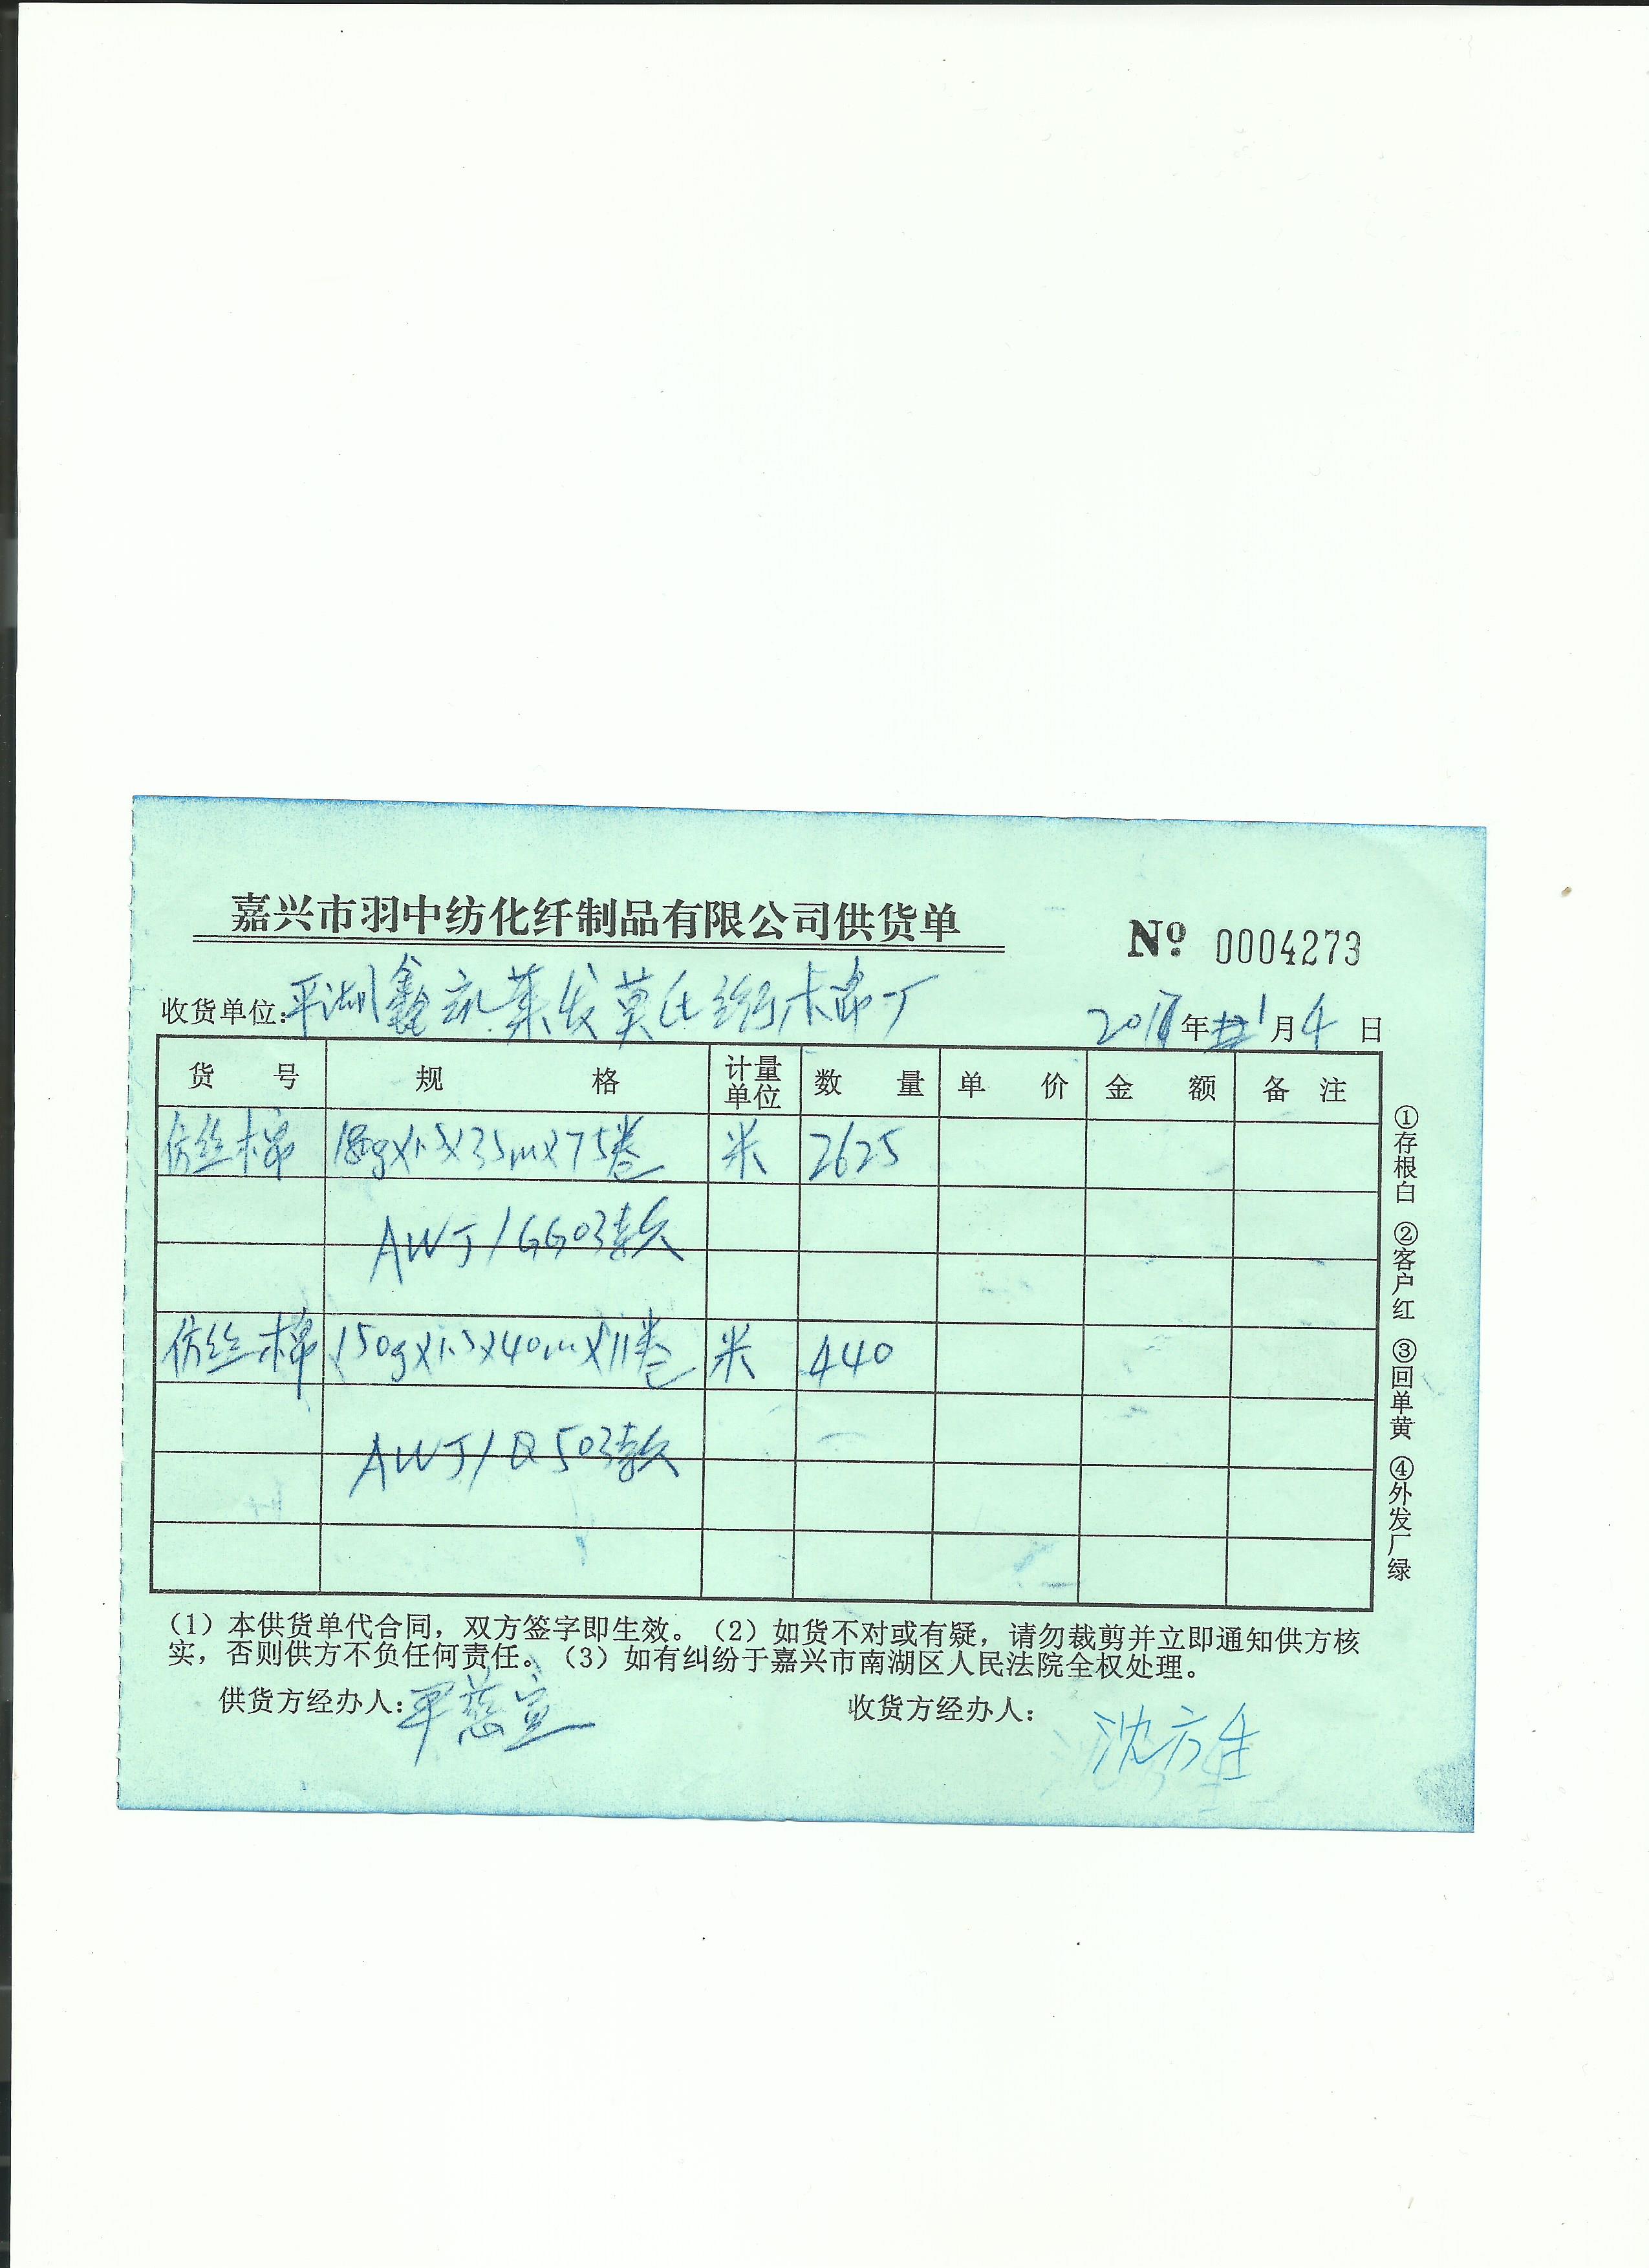 嘉兴市羽中纺化纤制品有限公司供货单
№ 0004273
收货单位：平湖鑫 莱发莫氏绗棉厂
年 1月4日
货号 规格 计量单位 数量 单价 金额 备注
仿丝棉 180g×1.5×35m×75卷 米 2625
AWJ/GG03款
仿丝棉 150g×1.5×40m×11卷 米 440
AWJ/Q503款
①存根白 ②客户红 ③回单黄 ④外发厂绿
（1）本供货单代合同，双方签字即生效。（2）如货不对或有疑，请勿裁剪并立即通知供方核
实，否则供方不负任何责任。（3）如有纠纷于嘉兴市南湖区人民法院全权处理。
供货方经办人：平慈宣 收货方经办人：
沈方生